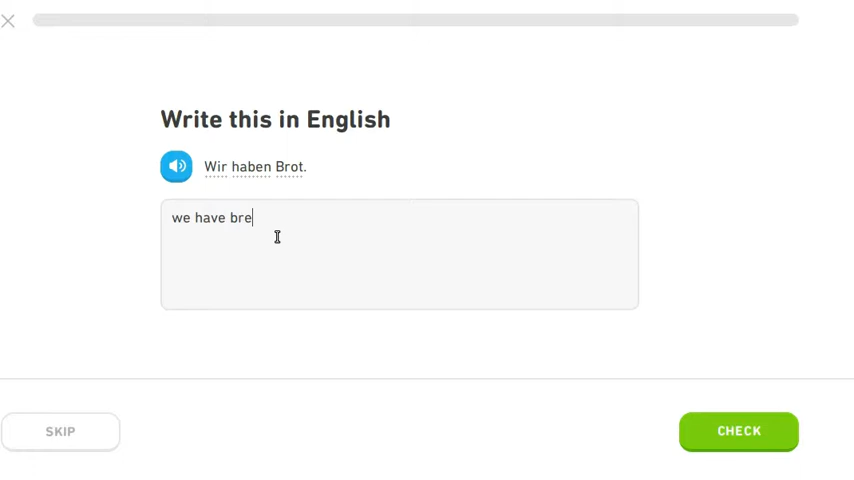 Write this in English
Wir haben Brot.
we have bre
SKIP
CHECK